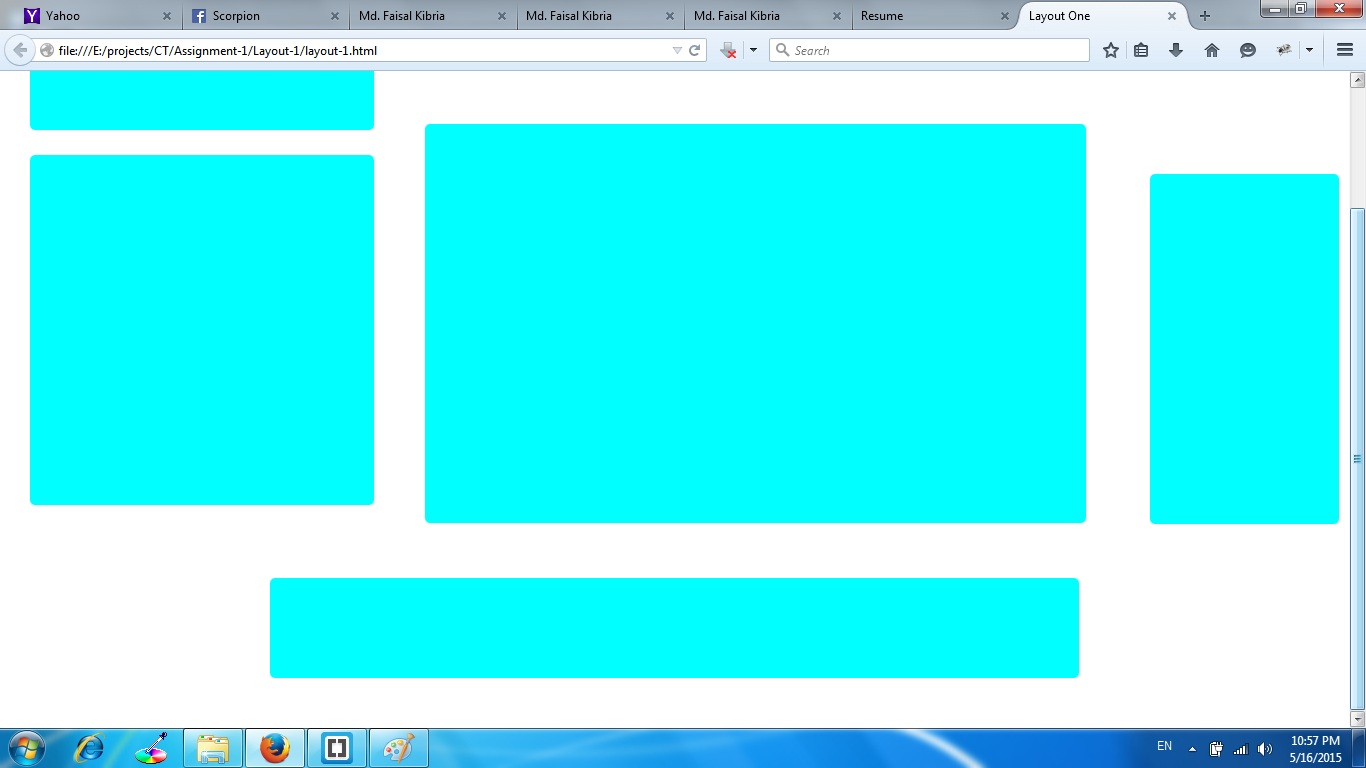 Yahoo
Scorpion
Md. Faisal Kibria
Md. Faisal Kibria
Md. Faisal Kibria
Resume
Layout One
file:///E:/projects/CT/Assignment-1/Layout-1/layout-1.html
Search
EN
10:57 PM
5/16/2015